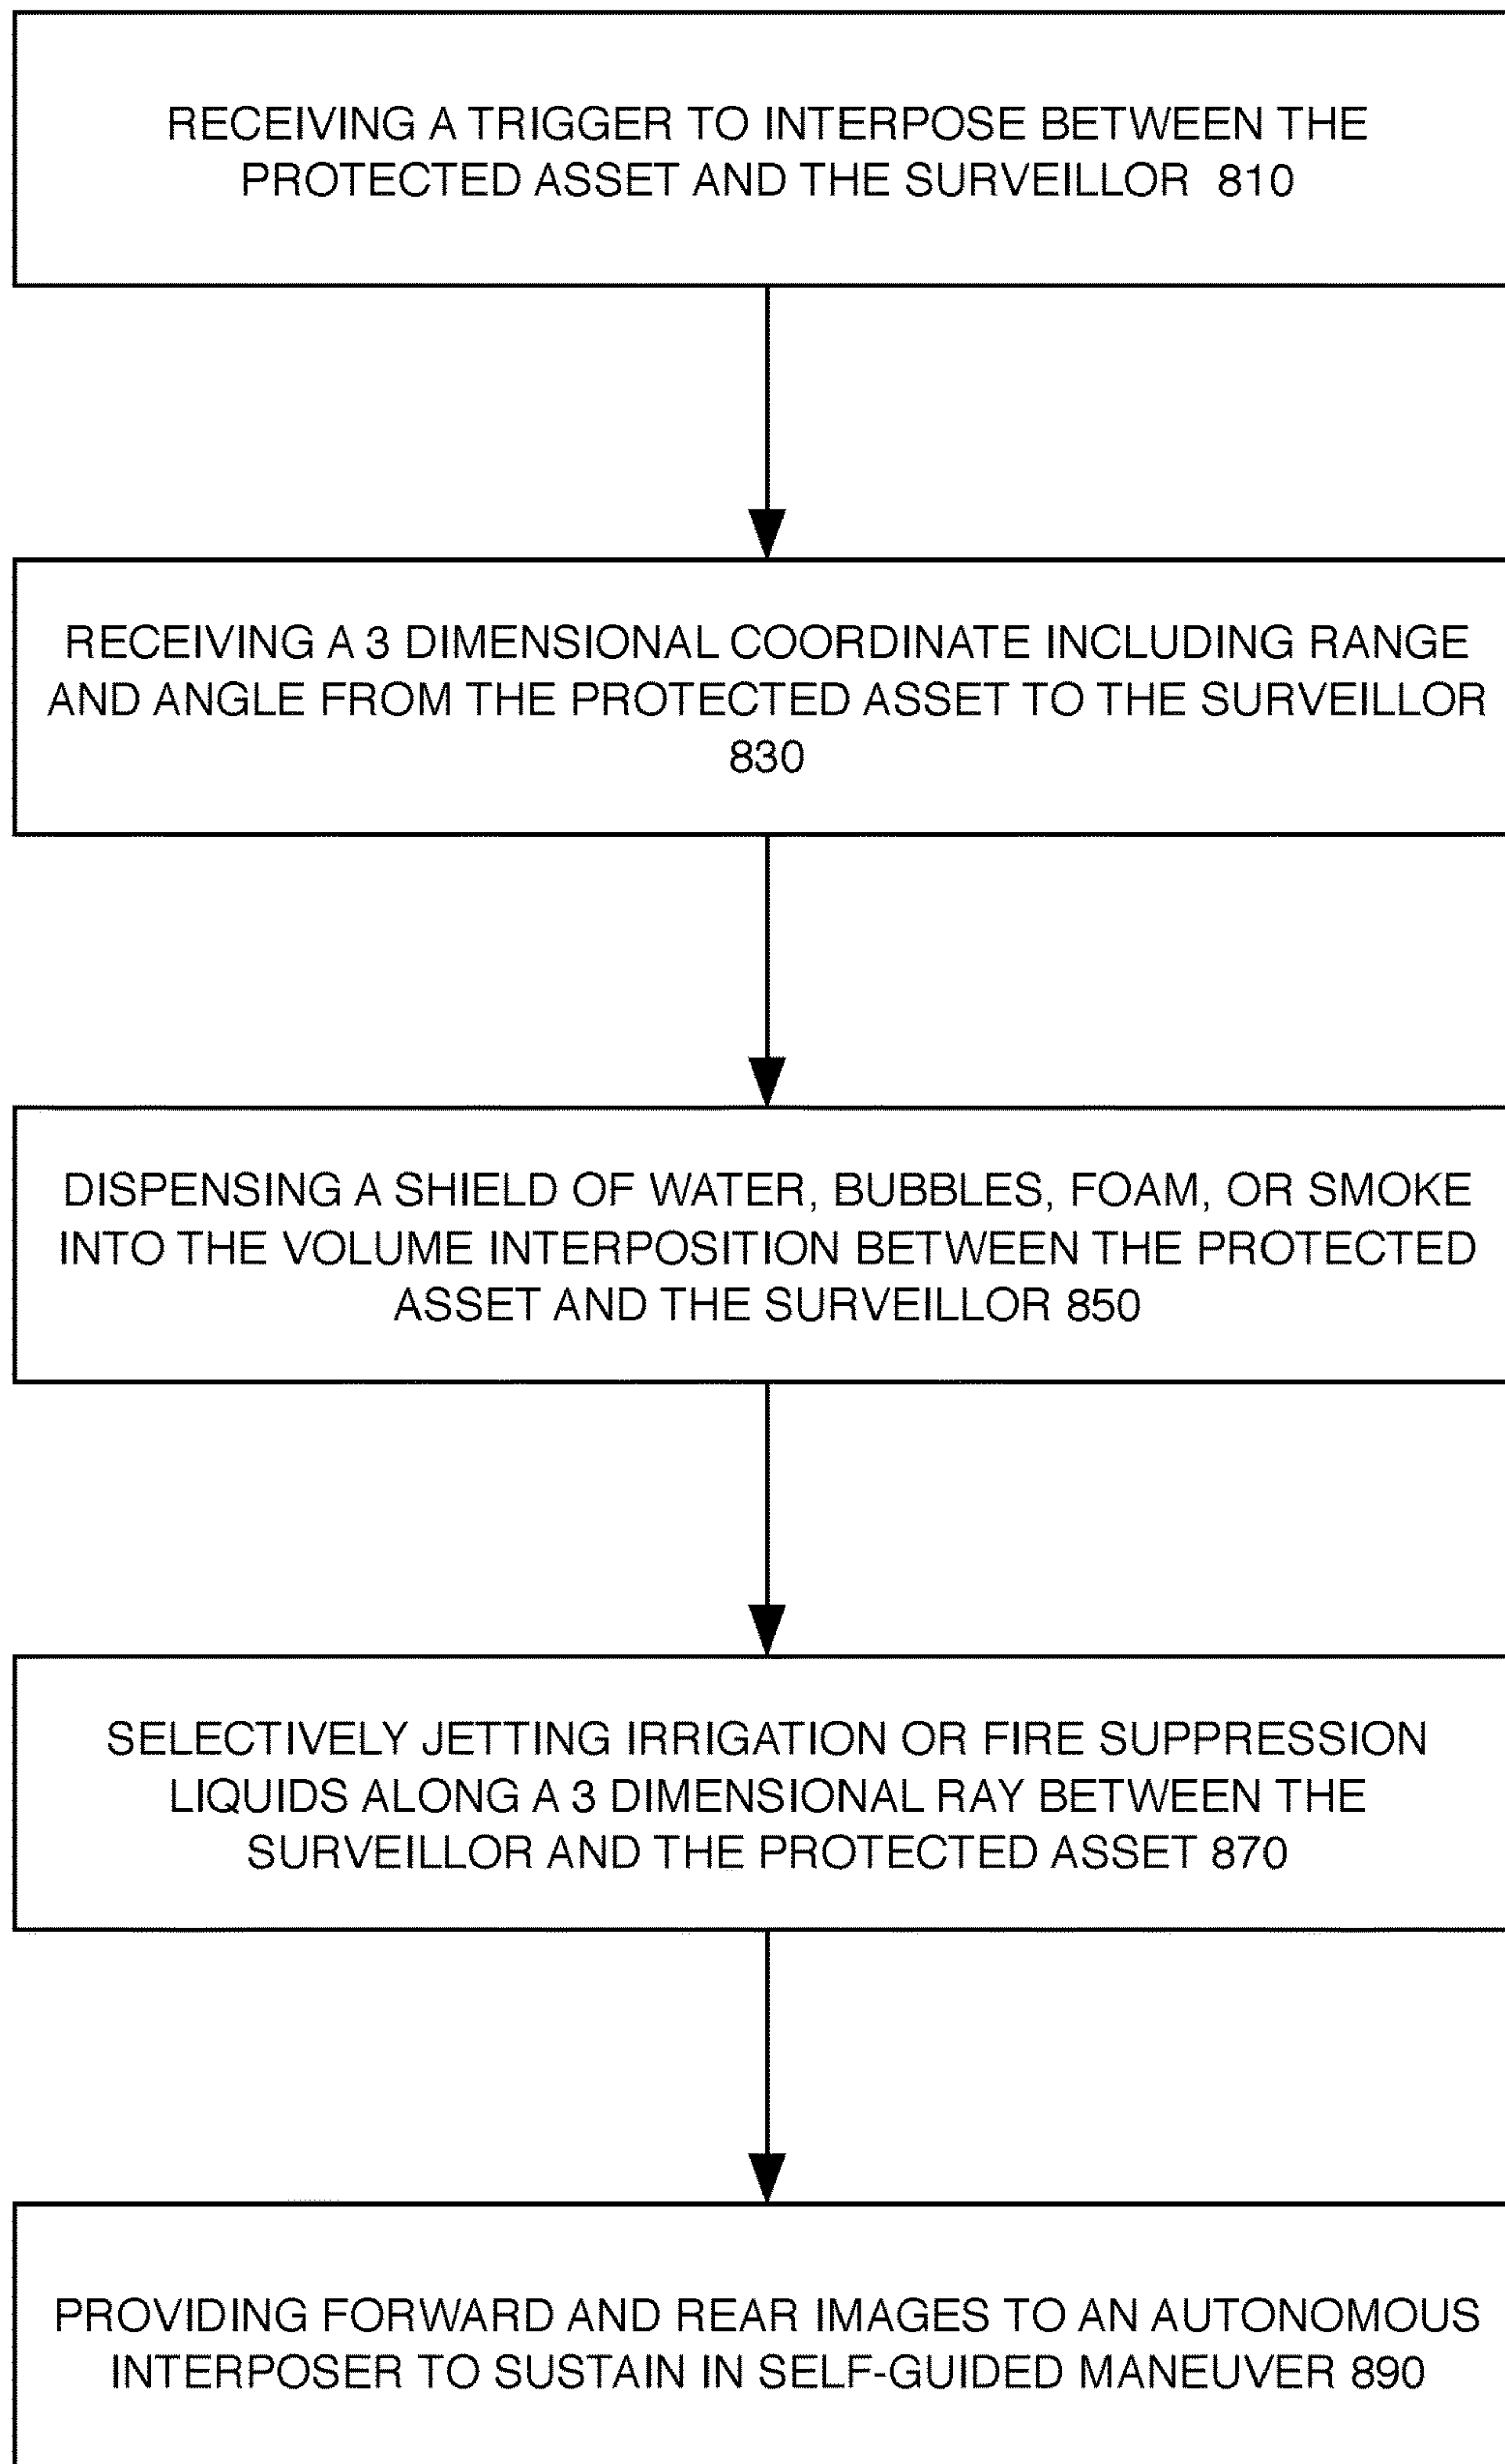 RECEIVING A TRIGGER TO INTERPOSE BETWEEN THE
PROTECTED ASSET AND THE SURVEILLOR 810
RECEIVING A 3 DIMENSIONAL COORDINATE INCLUDING RANGE
AND ANGLE FROM THE PROTECTED ASSET TO THE SURVEILLOR
830
DISPENSING A SHIELD OF WATER, BUBBLES, FOAM, OR SMOKE
INTO THE VOLUME INTERPOSITION BETWEEN THE PROTECTED
ASSET AND THE SURVEILLOR 850
SELECTIVELY JETTING IRRIGATION OR FIRE SUPPRESSION
LIQUIDS ALONG A 3 DIMENSIONAL RAY BETWEEN THE
SURVEILLOR AND THE PROTECTED ASSET 870
PROVIDING FORWARD AND REAR IMAGES TO AN AUTONOMOUS
INTERPOSER TO SUSTAIN IN SELF-GUIDED MANEUVER 890